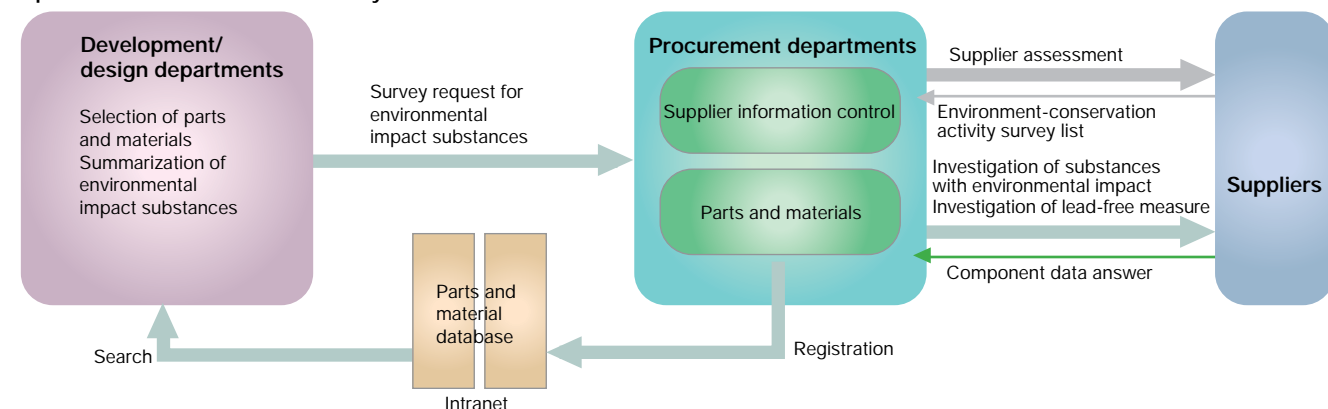 Development/
design departments
Selection of parts
and materials
Summarization of
environmental
impact substances
Survey request for
environmental
impact substances
Procurement departments
Supplier information control
Parts and materials
Supplier assessment
Environment-conservation
activity survey list
Investigation of substances
with environmental impact
Investigation of lead-free measure
Component data answer
Suppliers
Parts and
material
database
Intranet
Search
Registration